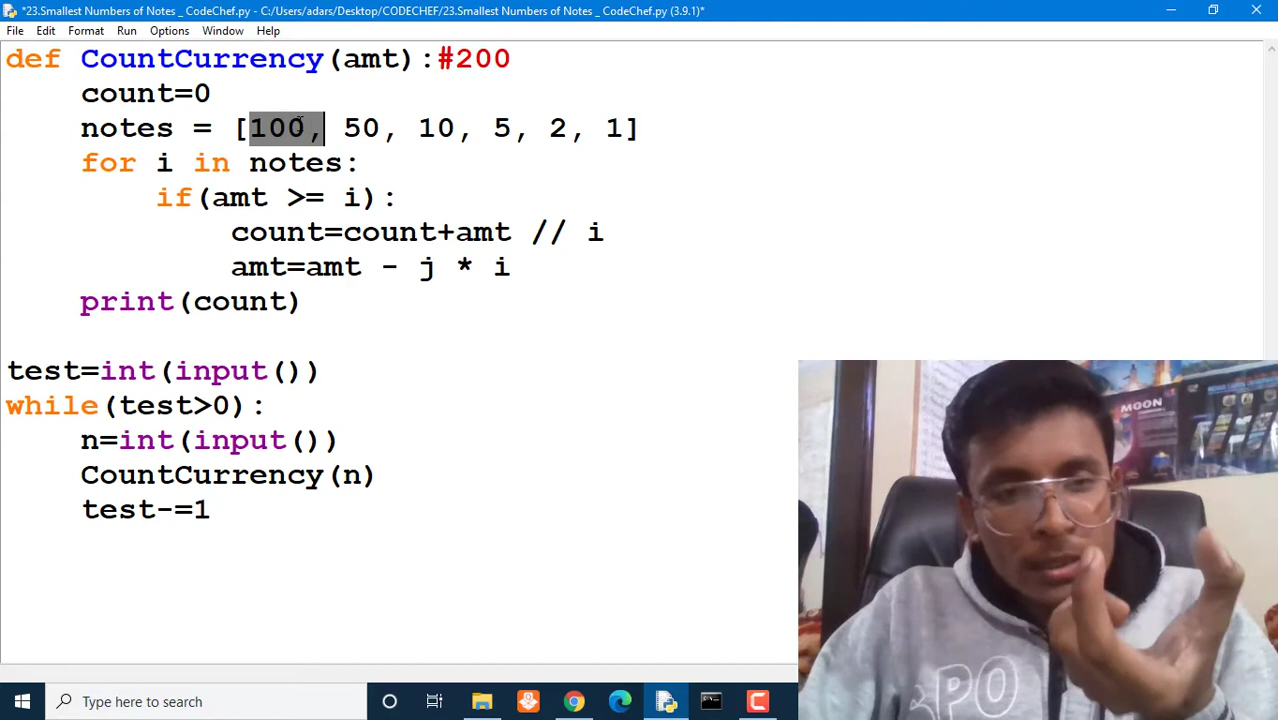 *23.Smallest Numbers of Notes _ CodeChef.py - C:/Users/adars/Desktop/CODECHEF/23.Smallest Numbers of Notes _ CodeChef.py (3.9.1)*
File Edit Format Run Options Window Help
def CountCurrency(amt):#200
    count=0
    notes = [100, 50, 10, 5, 2, 1]
    for i in notes:
        if(amt >= i):
            count=count+amt // i
            amt=amt - j * i
    print(count)
test=int(input())
while(test>0):
    n=int(input())
    CountCurrency(n)
    test-=1
MOON
PO
Type here to search